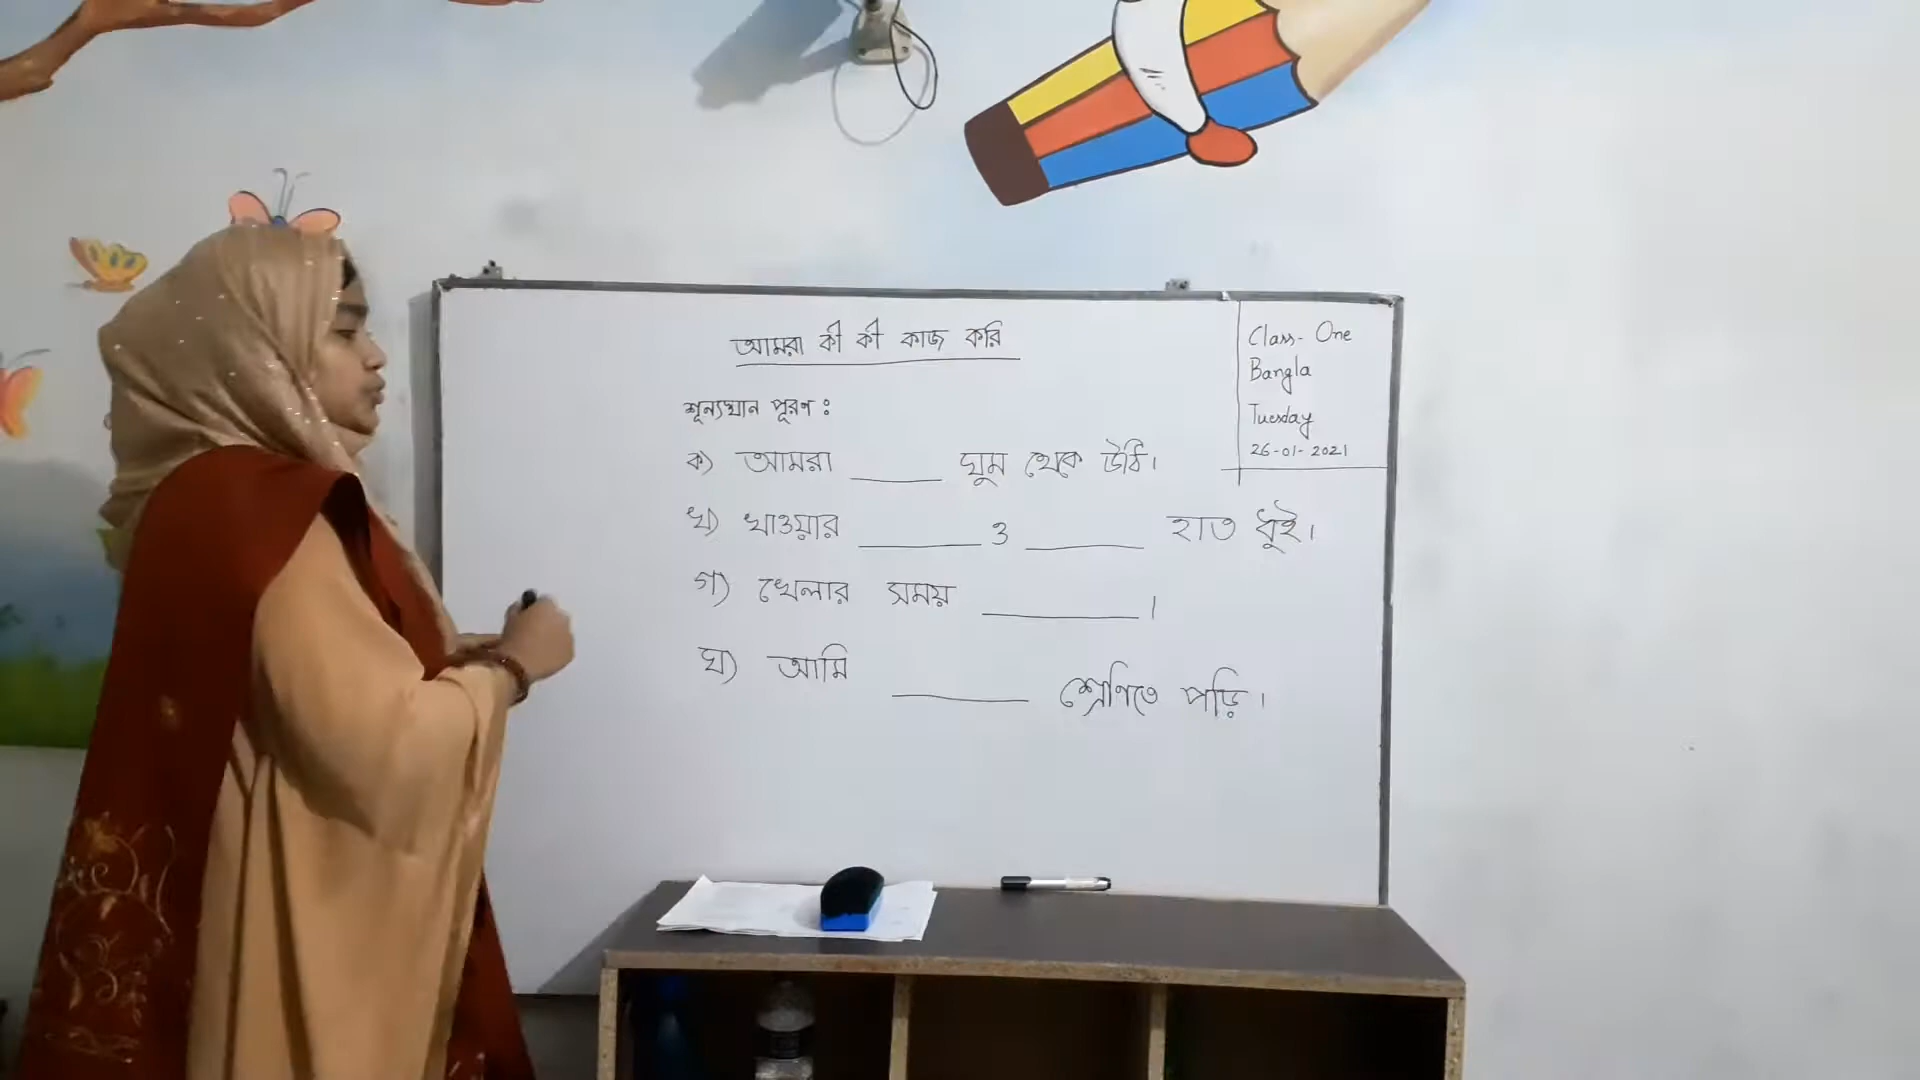 আমরা কী কী কাজ করি
Class- One
Bangla
Tuesday
26-01-2021
শূন্যস্থান পূরণ :
ক) আমরা ____ ঘুম থেকে উঠি।
খ) খাওয়ার ____ ও ____ হাত ধুই।
গ) খেলার সময় ____।
ঘ) আমি ____ শ্রেণিতে পড়ি।